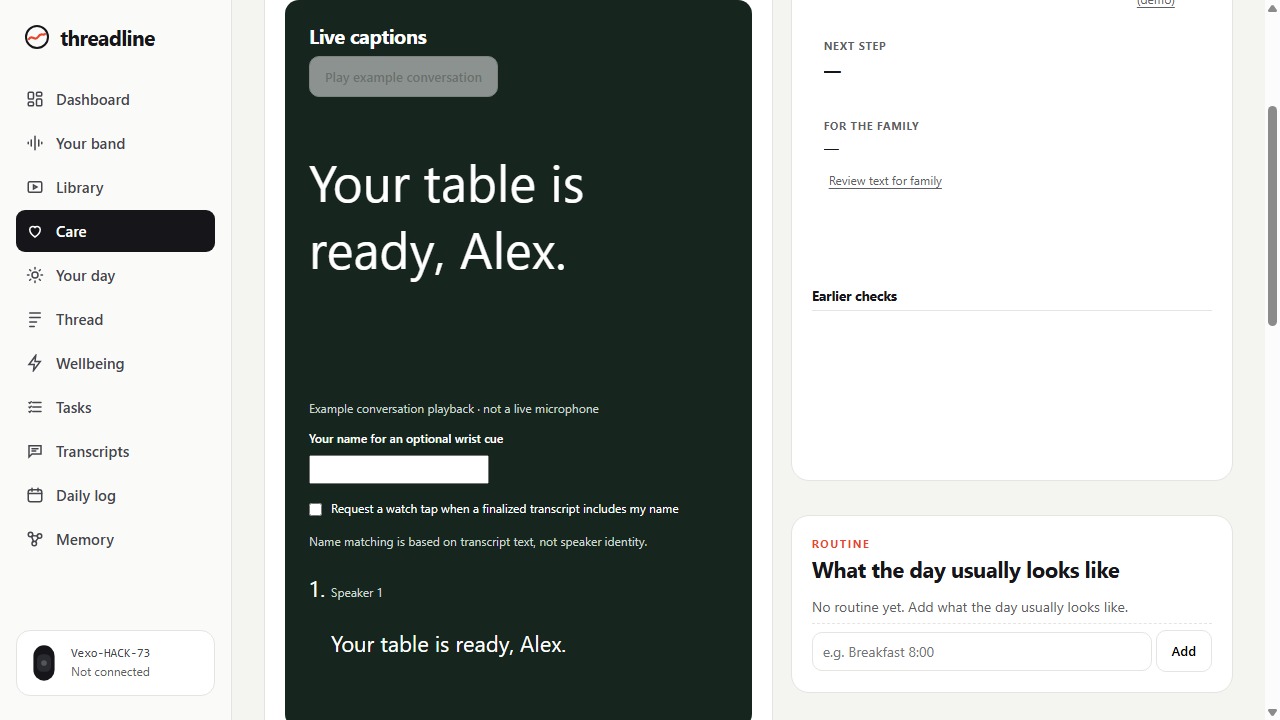 threadline
Dashboard
Your band
Library
Care
Your day
Thread
Wellbeing
Tasks
Transcripts
Daily log
Memory
Vexo-HACK-73
Not connected
Live captions
Play example conversation
Your table is
ready, Alex.
Example conversation playback · not a live microphone
Your name for an optional wrist cue
Request a watch tap when a finalized transcript includes my name
Name matching is based on transcript text, not speaker identity.
1. Speaker 1
Your table is ready, Alex.
(demo)
NEXT STEP
—
FOR THE FAMILY
—
Review text for family
Earlier checks
ROUTINE
What the day usually looks like
No routine yet. Add what the day usually looks like.
e.g. Breakfast 8:00
Add